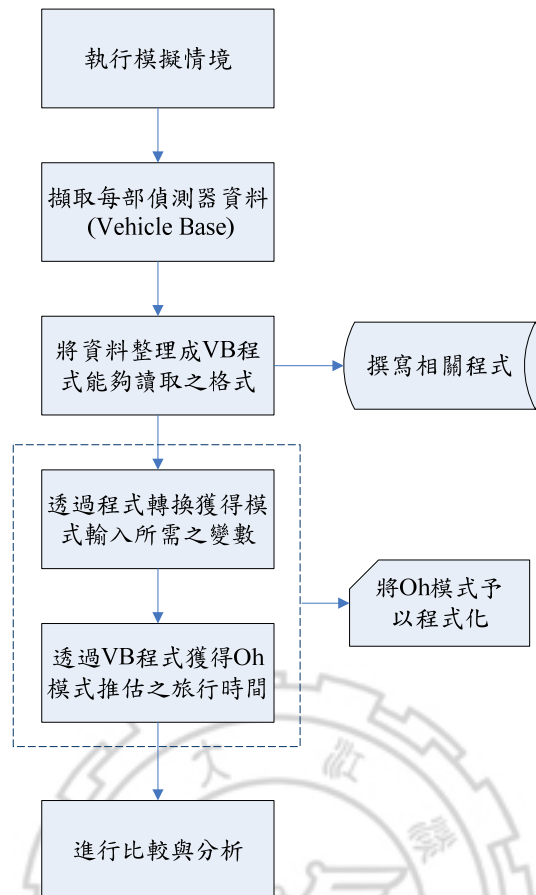 執行模擬情境
擷取每部偵測器資料
(Vehicle Base)
將資料整理成VB程
式能夠讀取之格式
撰寫相關程式
透過程式轉換獲得模
式輸入所需之變數
將Oh模式予
以程式化
透過VB程式獲得Oh
模式推估之旅行時間
進行比較與分析